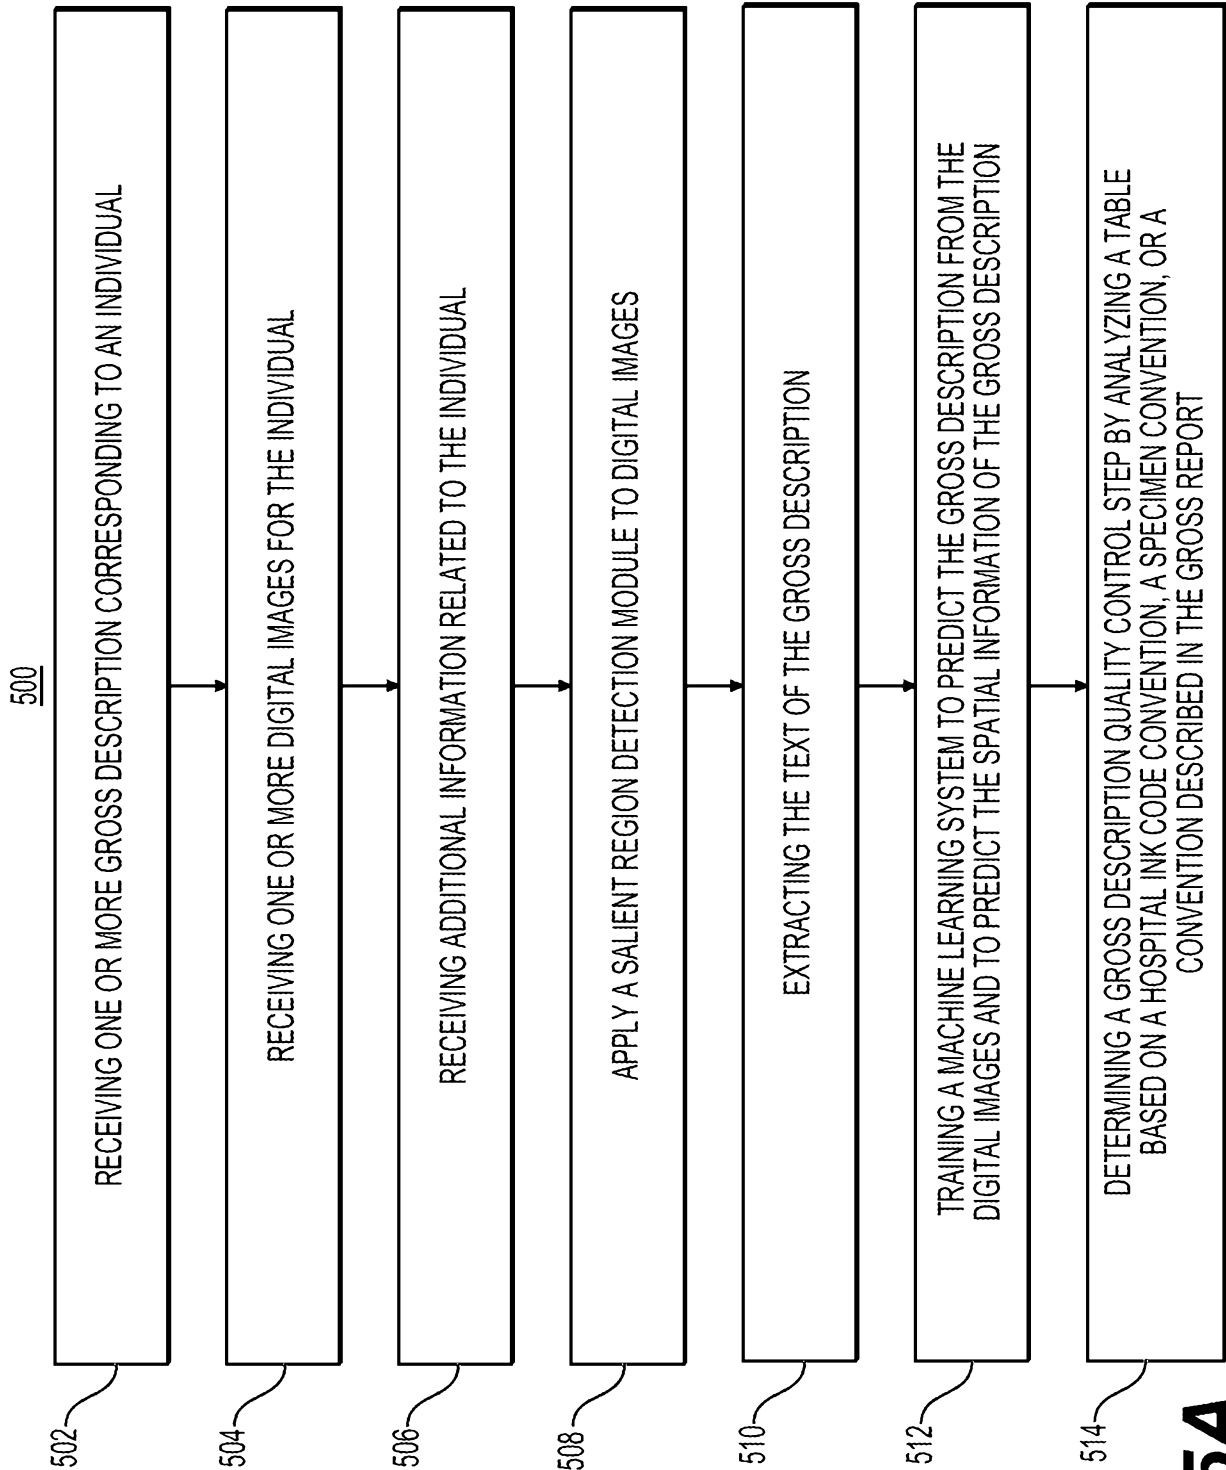 500
502
RECEIVING ONE OR MORE GROSS DESCRIPTION CORRESPONDING TO AN INDIVIDUAL
504
RECEIVING ONE OR MORE DIGITAL IMAGES FOR THE INDIVIDUAL
506
RECEIVING ADDITIONAL INFORMATION RELATED TO THE INDIVIDUAL
508
APPLY A SALIENT REGION DETECTION MODULE TO DIGITAL IMAGES
510
EXTRACTING THE TEXT OF THE GROSS DESCRIPTION
512
TRAINING A MACHINE LEARNING SYSTEM TO PREDICT THE GROSS DESCRIPTION FROM THE
DIGITAL IMAGES AND TO PREDICT THE SPATIAL INFORMATION OF THE GROSS DESCRIPTION
514
DETERMINING A GROSS DESCRIPTION QUALITY CONTROL STEP BY ANALYZING A TABLE
BASED ON A HOSPITAL INK CODE CONVENTION, A SPECIMEN CONVENTION, OR A
CONVENTION DESCRIBED IN THE GROSS REPORT
5A